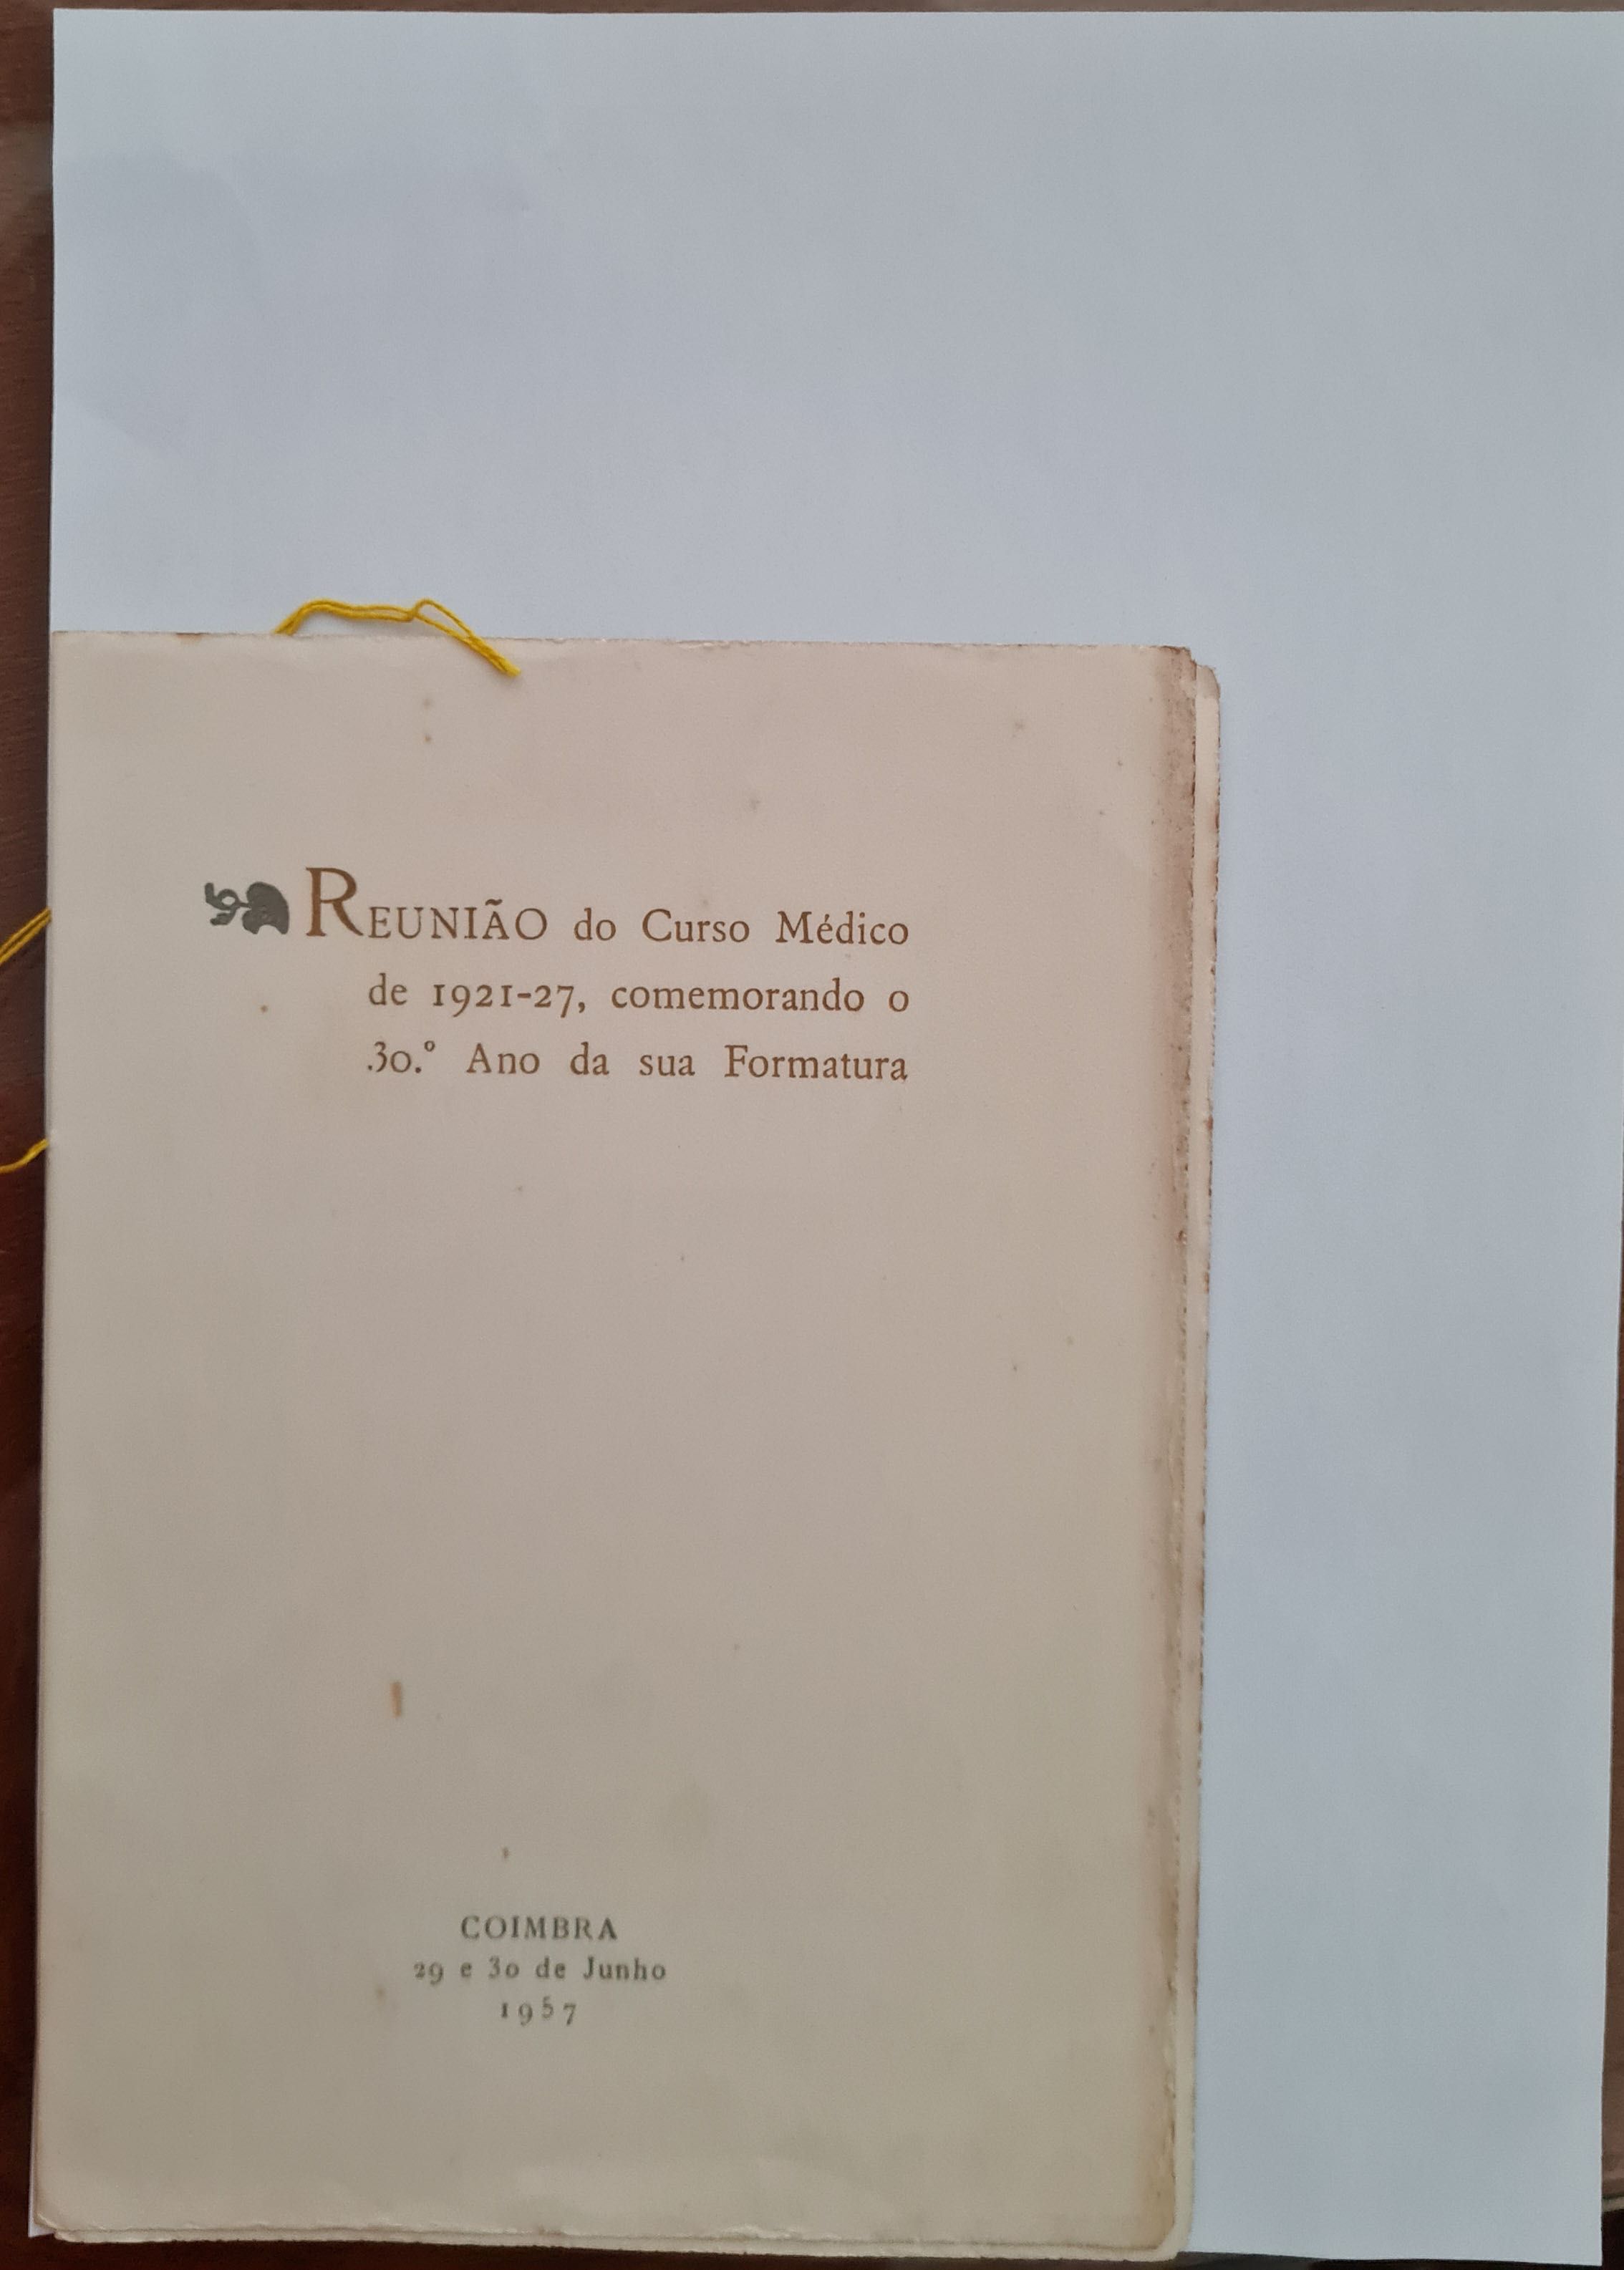 REUNIÃO do Curso Médico
de 1921-27, comemorando o
30.º Ano da sua Formatura
COIMBRA
29 e 30 de Junho
1957